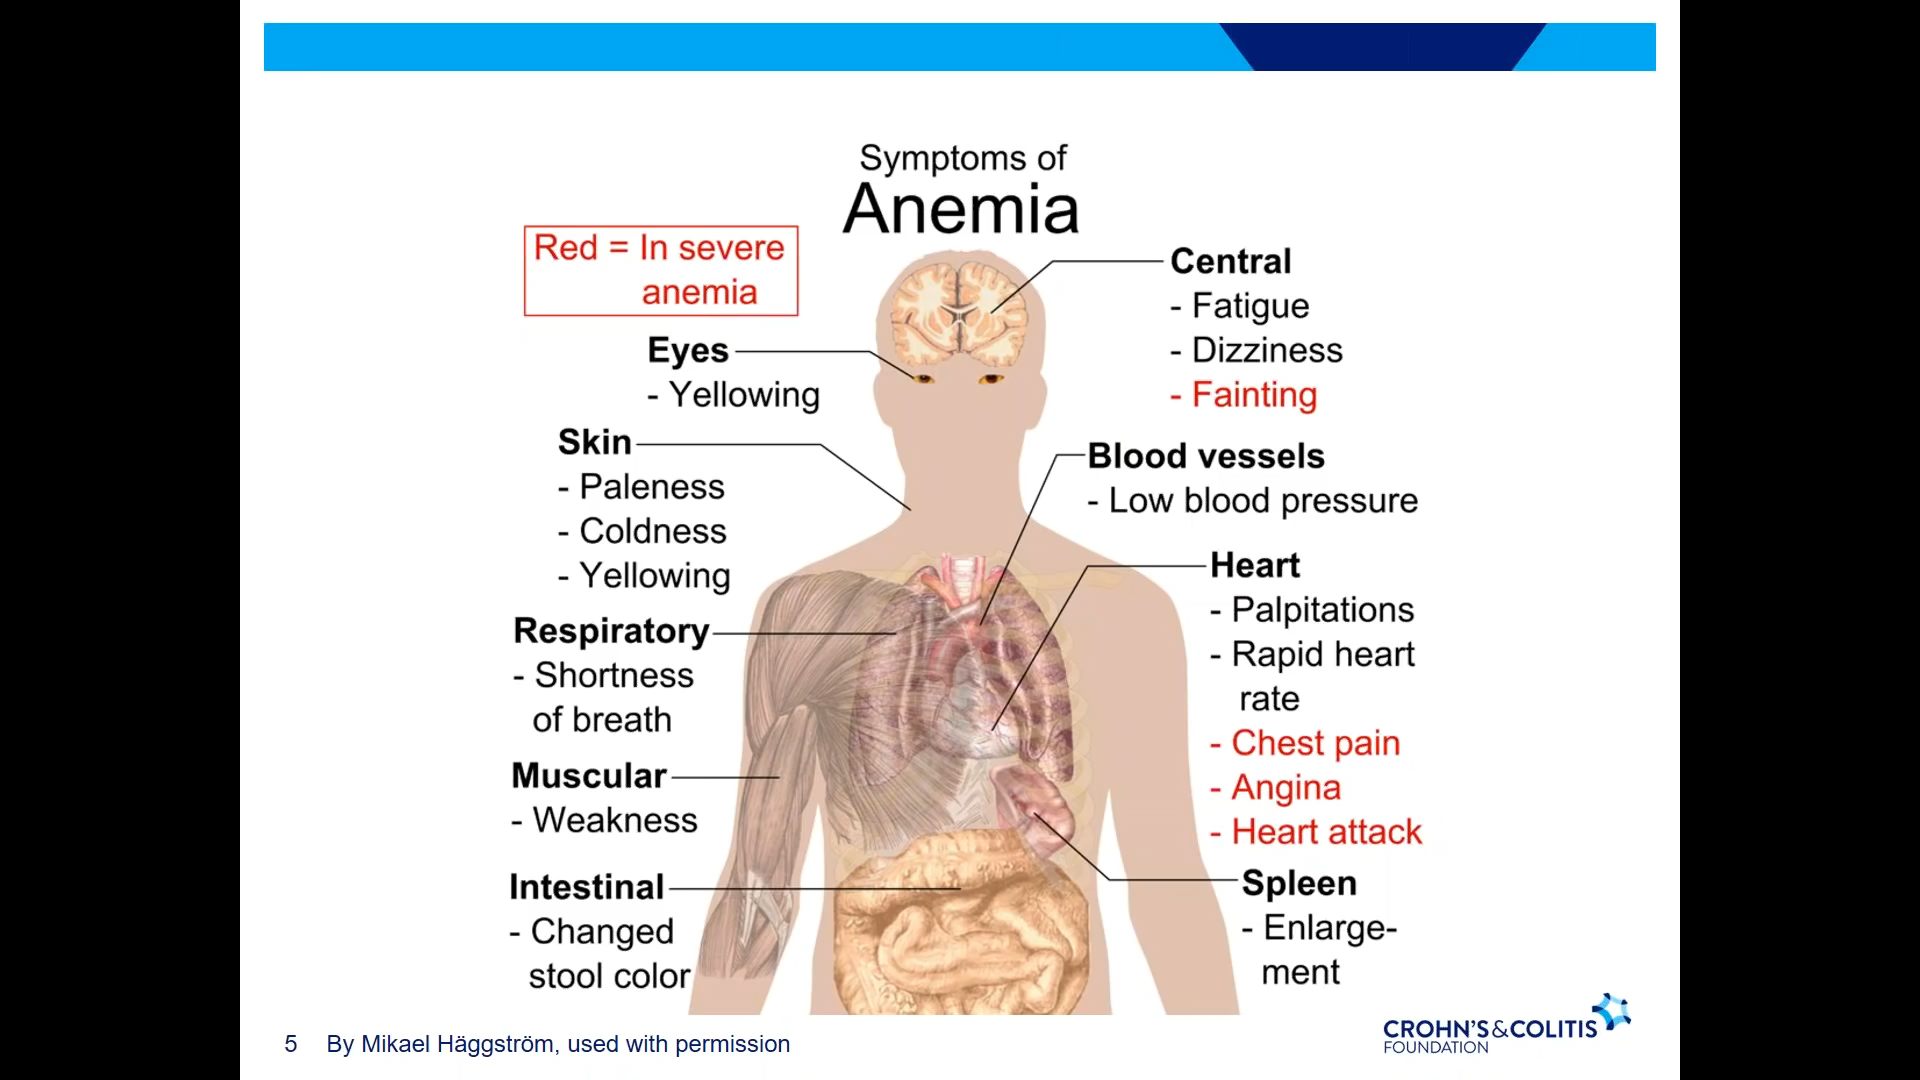 Symptoms of
Anemia
Red = In severe
anemia
Eyes
- Yellowing
Skin
- Paleness
- Coldness
- Yellowing
Respiratory
- Shortness
of breath
Muscular
- Weakness
Intestinal
- Changed
stool color
Central
- Fatigue
- Dizziness
- Fainting
Blood vessels
- Low blood pressure
Heart
- Palpitations
- Rapid heart
rate
- Chest pain
- Angina
- Heart attack
Spleen
- Enlarge-
ment
5 By Mikael Häggström, used with permission
CROHN'S&COLITIS
FOUNDATION